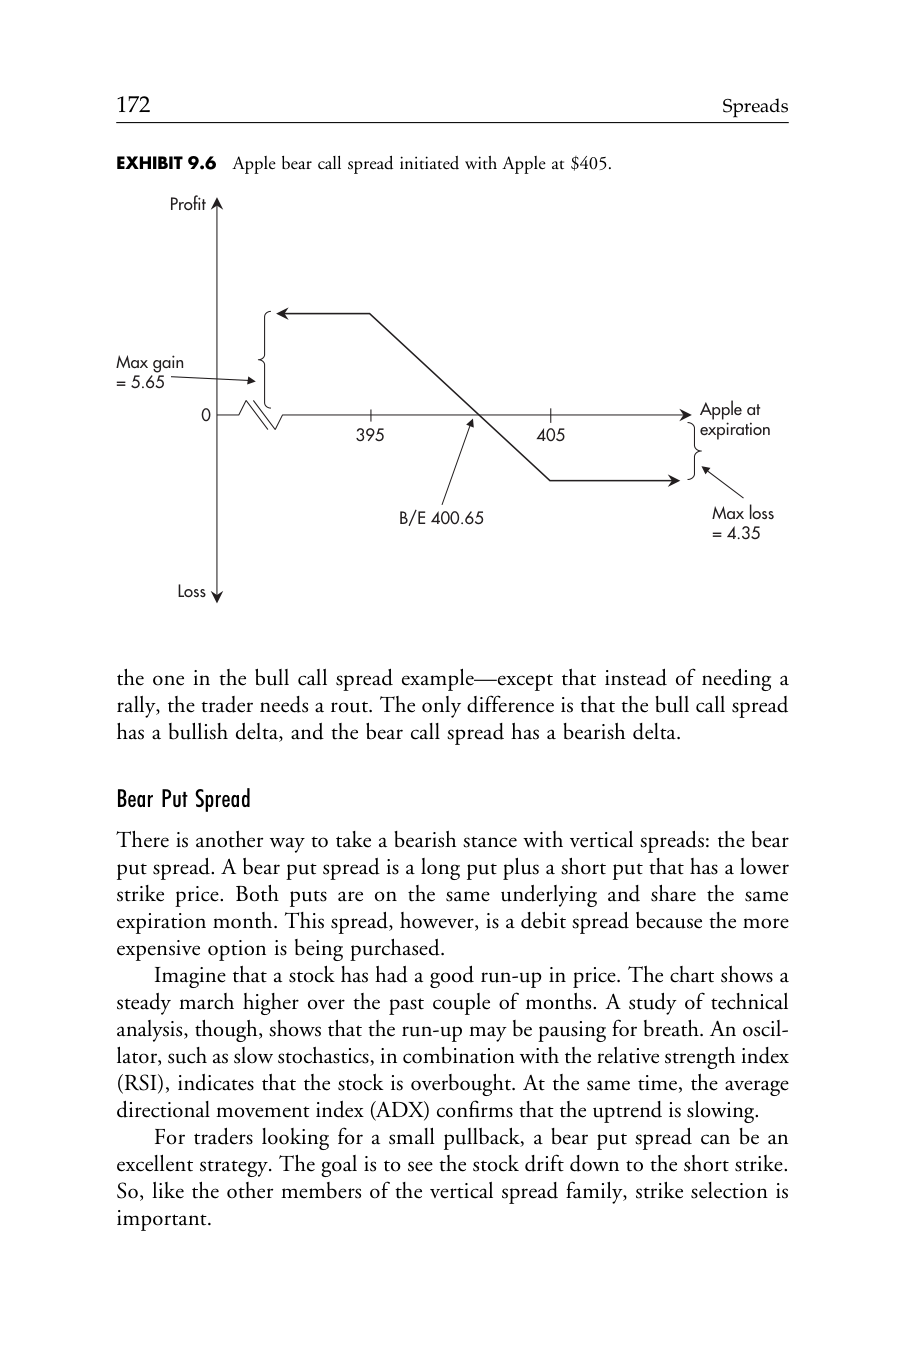 172
Spreads
EXHIBIT 9.6 Apple bear call spread initiated with Apple at $405.
Profit
Max gain
= 5.65
0
395
405
Apple at
expiration
B/E 400.65
Max loss
= 4.35
Loss
the one in the bull call spread example—except that instead of needing a
rally, the trader needs a rout. The only difference is that the bull call spread
has a bullish delta, and the bear call spread has a bearish delta.
Bear Put Spread
There is another way to take a bearish stance with vertical spreads: the bear
put spread. A bear put spread is a long put plus a short put that has a lower
strike price. Both puts are on the same underlying and share the same
expiration month. This spread, however, is a debit spread because the more
expensive option is being purchased.
Imagine that a stock has had a good run-up in price. The chart shows a
steady march higher over the past couple of months. A study of technical
analysis, though, shows that the run-up may be pausing for breath. An oscil-
lator, such as slow stochastics, in combination with the relative strength index
(RSI), indicates that the stock is overbought. At the same time, the average
directional movement index (ADX) confirms that the uptrend is slowing.
For traders looking for a small pullback, a bear put spread can be an
excellent strategy. The goal is to see the stock drift down to the short strike.
So, like the other members of the vertical spread family, strike selection is
important.